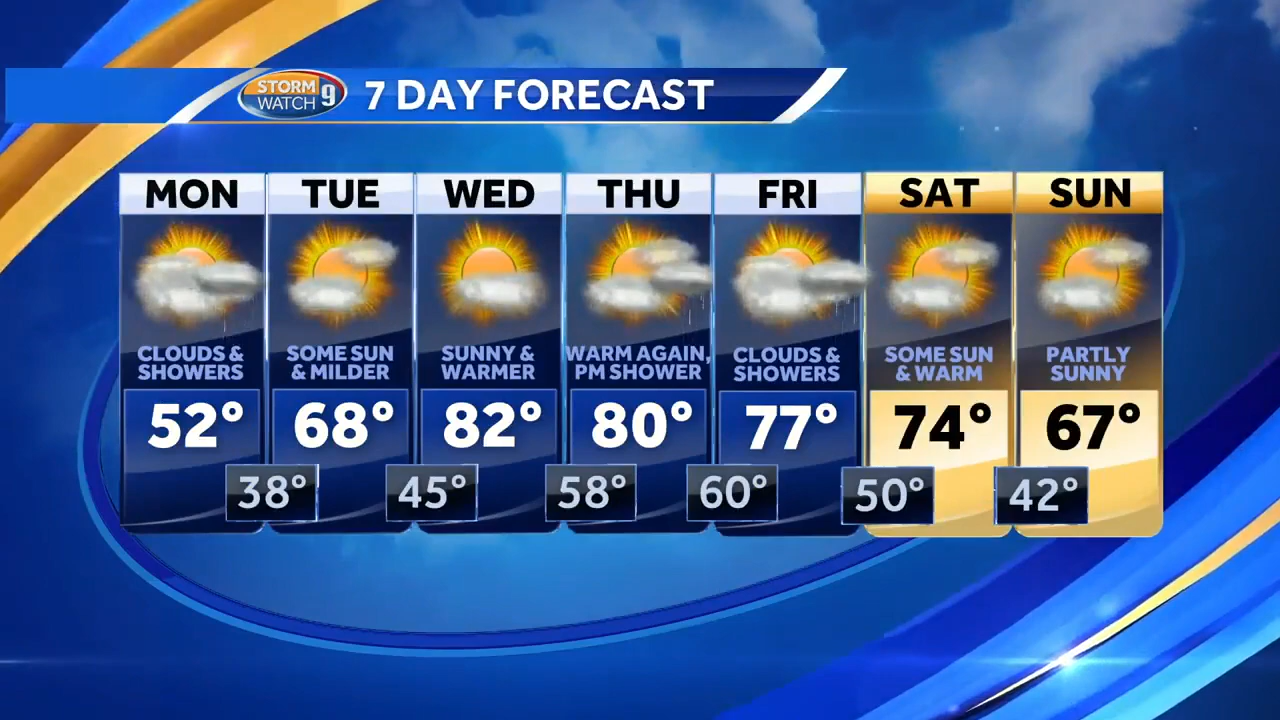 STORM
WATCH 9
7 DAY FORECAST
MON
TUE
WED
THU
FRI
SAT
SUN
CLOUDS &
SHOWERS
SOME SUN
& MILDER
SUNNY &
WARMER
WARM AGAIN,
PM SHOWER
CLOUDS &
SHOWERS
SOME SUN
& WARM
PARTLY
SUNNY
52°
68°
82°
80°
77°
74°
67°
38°
45°
58°
60°
50°
42°